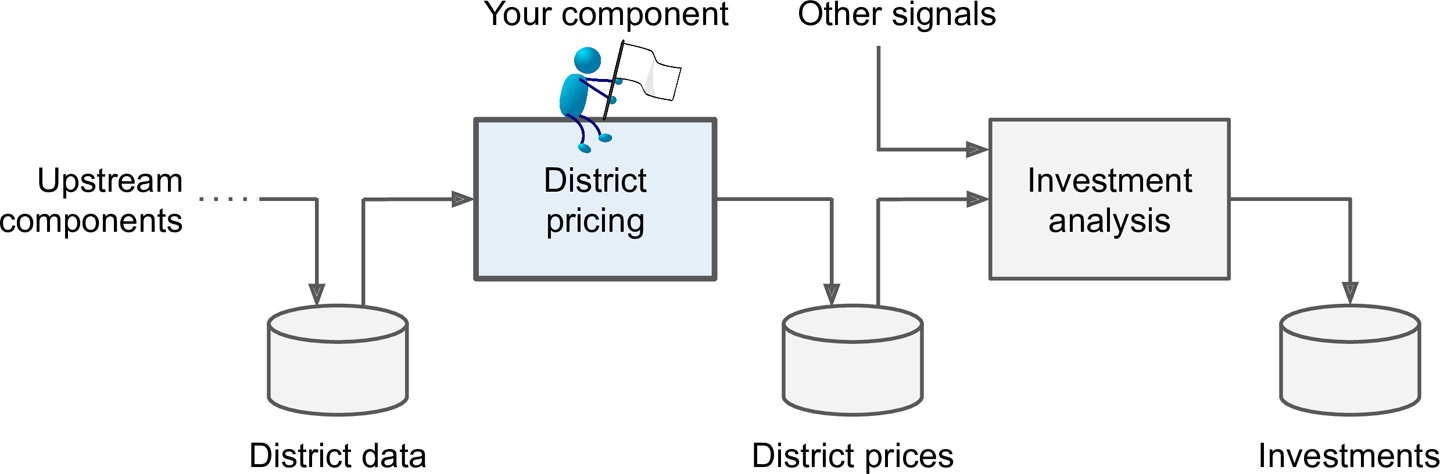 Your component
Other signals
Upstream
components
District
pricing
Investment
analysis
District data
District prices
Investments